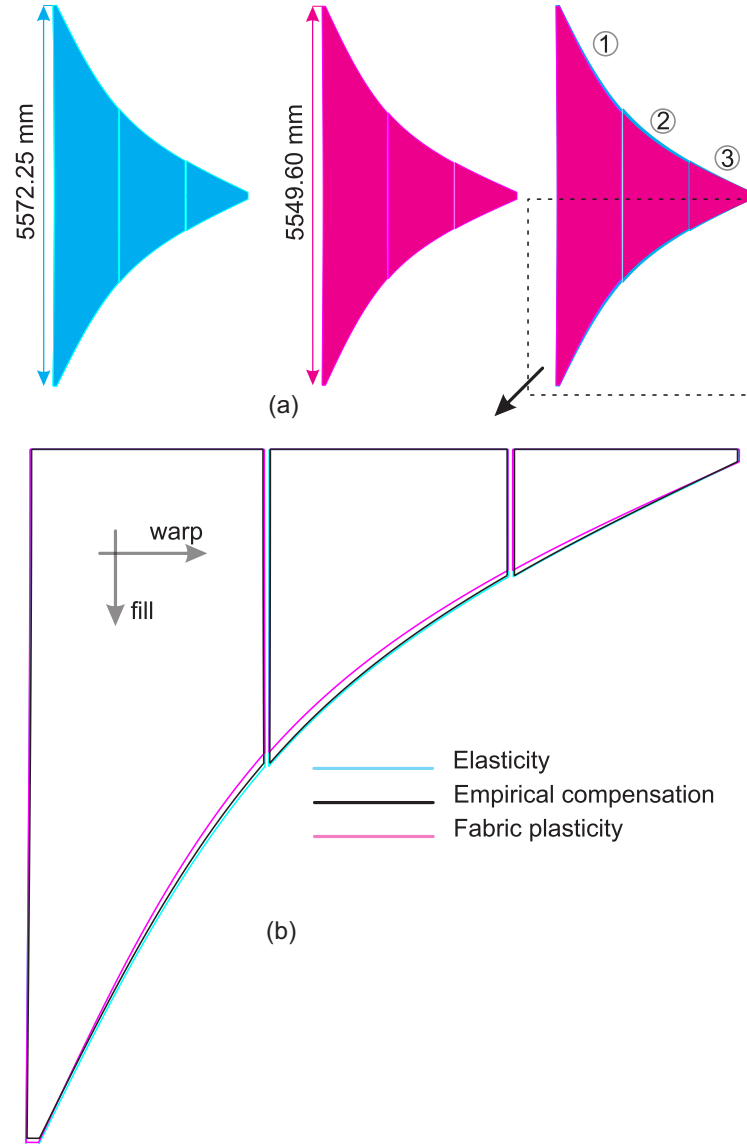 5572.25 mm
5549.60 mm
①
②
③
(a)
warp
fill
Elasticity
Empirical compensation
Fabric plasticity
(b)